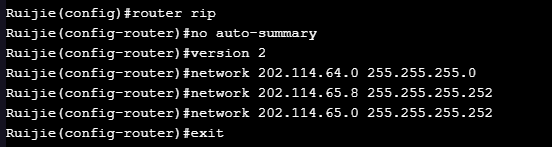 Ruijie(config)#router rip
Ruijie(config-router)#no auto-summary
Ruijie(config-router)#version 2
Ruijie(config-router)#network 202.114.64.0 255.255.255.0
Ruijie(config-router)#network 202.114.65.8 255.255.255.252
Ruijie(config-router)#network 202.114.65.0 255.255.255.252
Ruijie(config-router)#exit